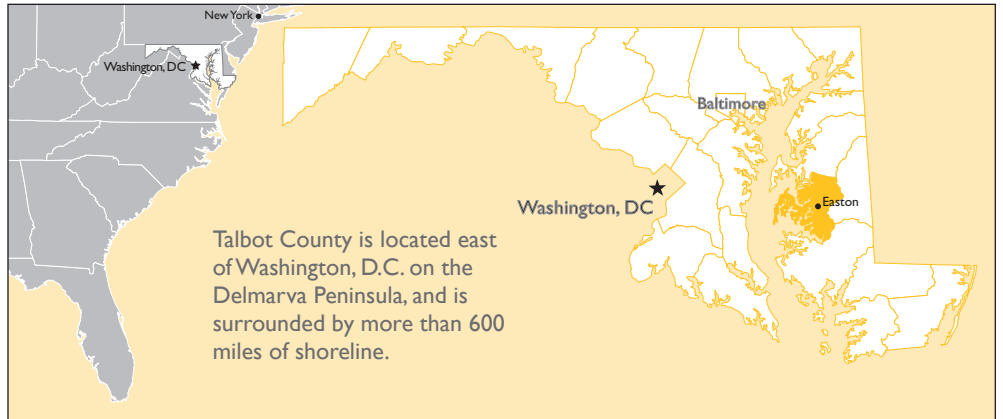 New York
Washington, DC
Baltimore
Washington, DC
Easton
Talbot County is located east
of Washington, D.C. on the
Delmarva Peninsula, and is
surrounded by more than 600
miles of shoreline.